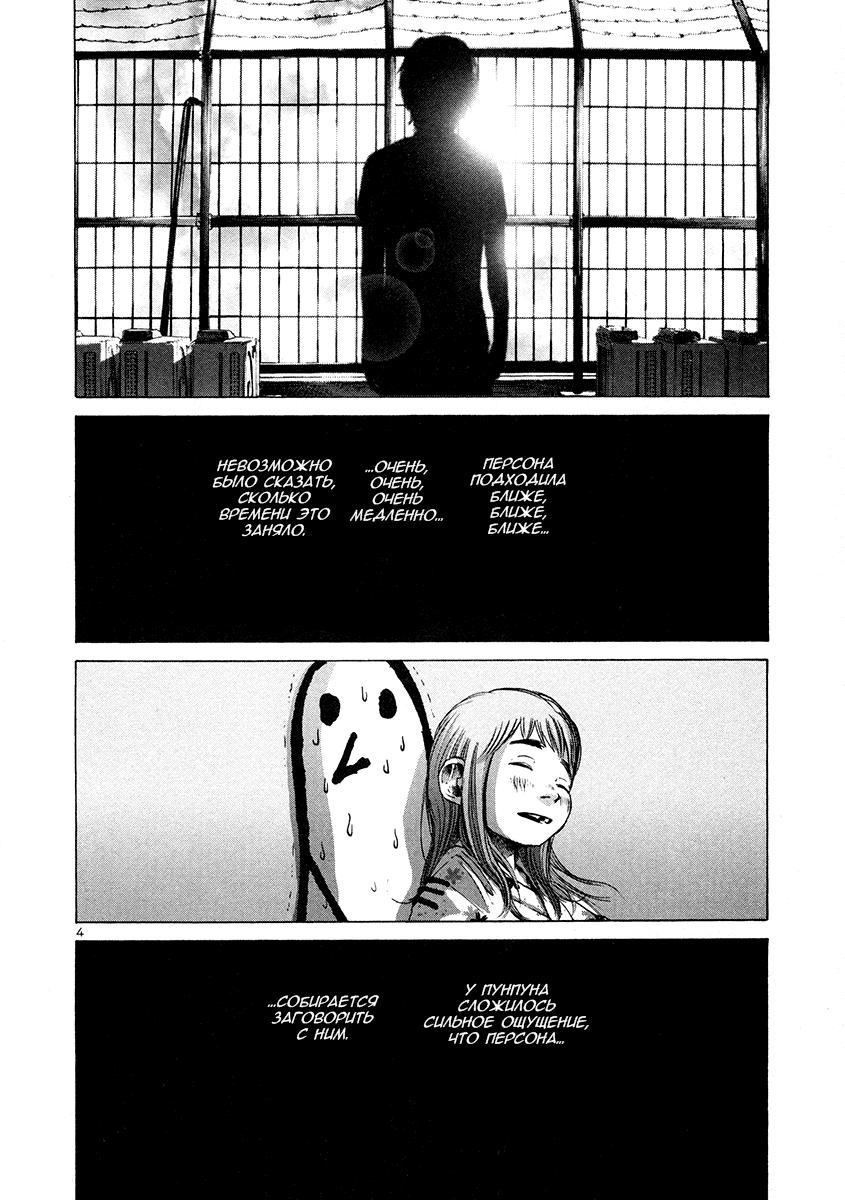 ПЕРСОНА
ПОДХОДИЛА
БЛИЖЕ,
БЛИЖЕ,
БЛИЖЕ...
...ОЧЕНЬ,
ОЧЕНЬ,
ОЧЕНЬ
МЕДЛЕННО...
НЕВОЗМОЖНО
БЫЛО СКАЗАТЬ,
СКОЛЬКО
ВРЕМЕНИ ЭТО
ЗАНЯЛО.
4
У ПУНПУНА
СЛОЖИЛОСЬ
СИЛЬНОЕ ОЩУЩЕНИЕ,
ЧТО ПЕРСОНА...
...СОБИРАЕТСЯ
ЗАГОВОРИТЬ
С НИМ.